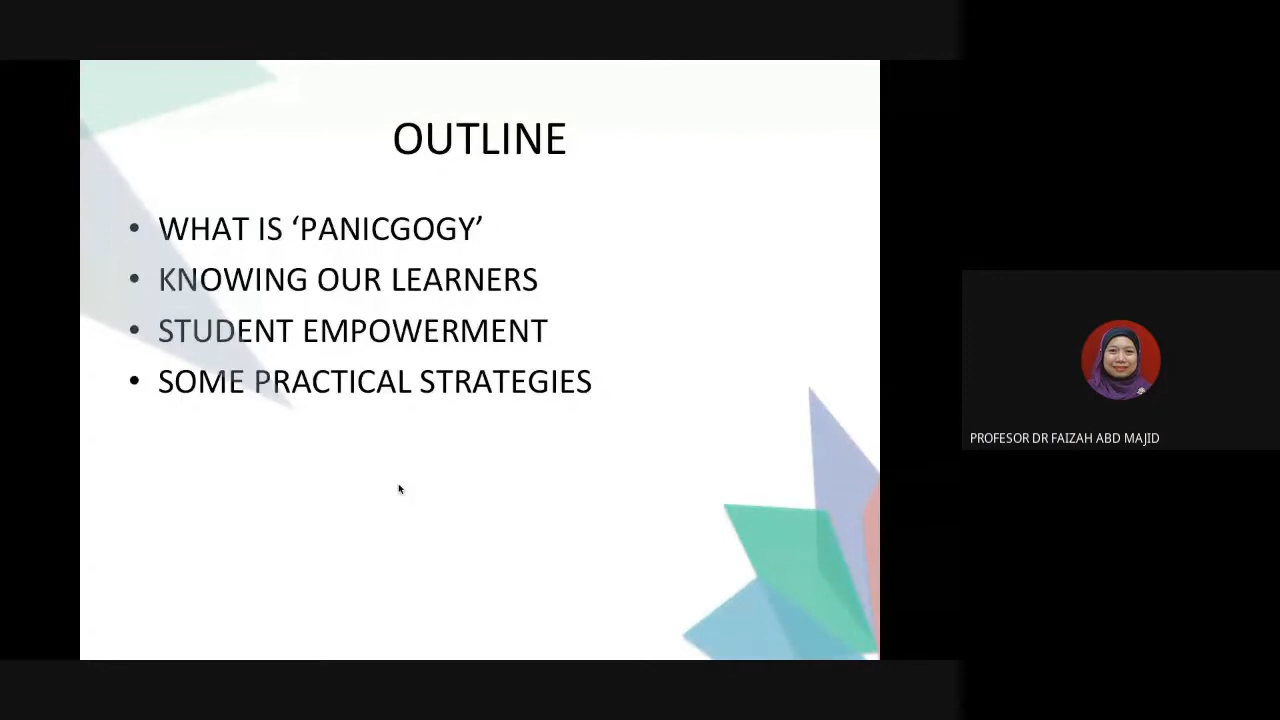 OUTLINE
• WHAT IS ‘PANICGOGY’
• KNOWING OUR LEARNERS
• STUDENT EMPOWERMENT
• SOME PRACTICAL STRATEGIES
PROFESOR DR FAIZAH ABD MAJID